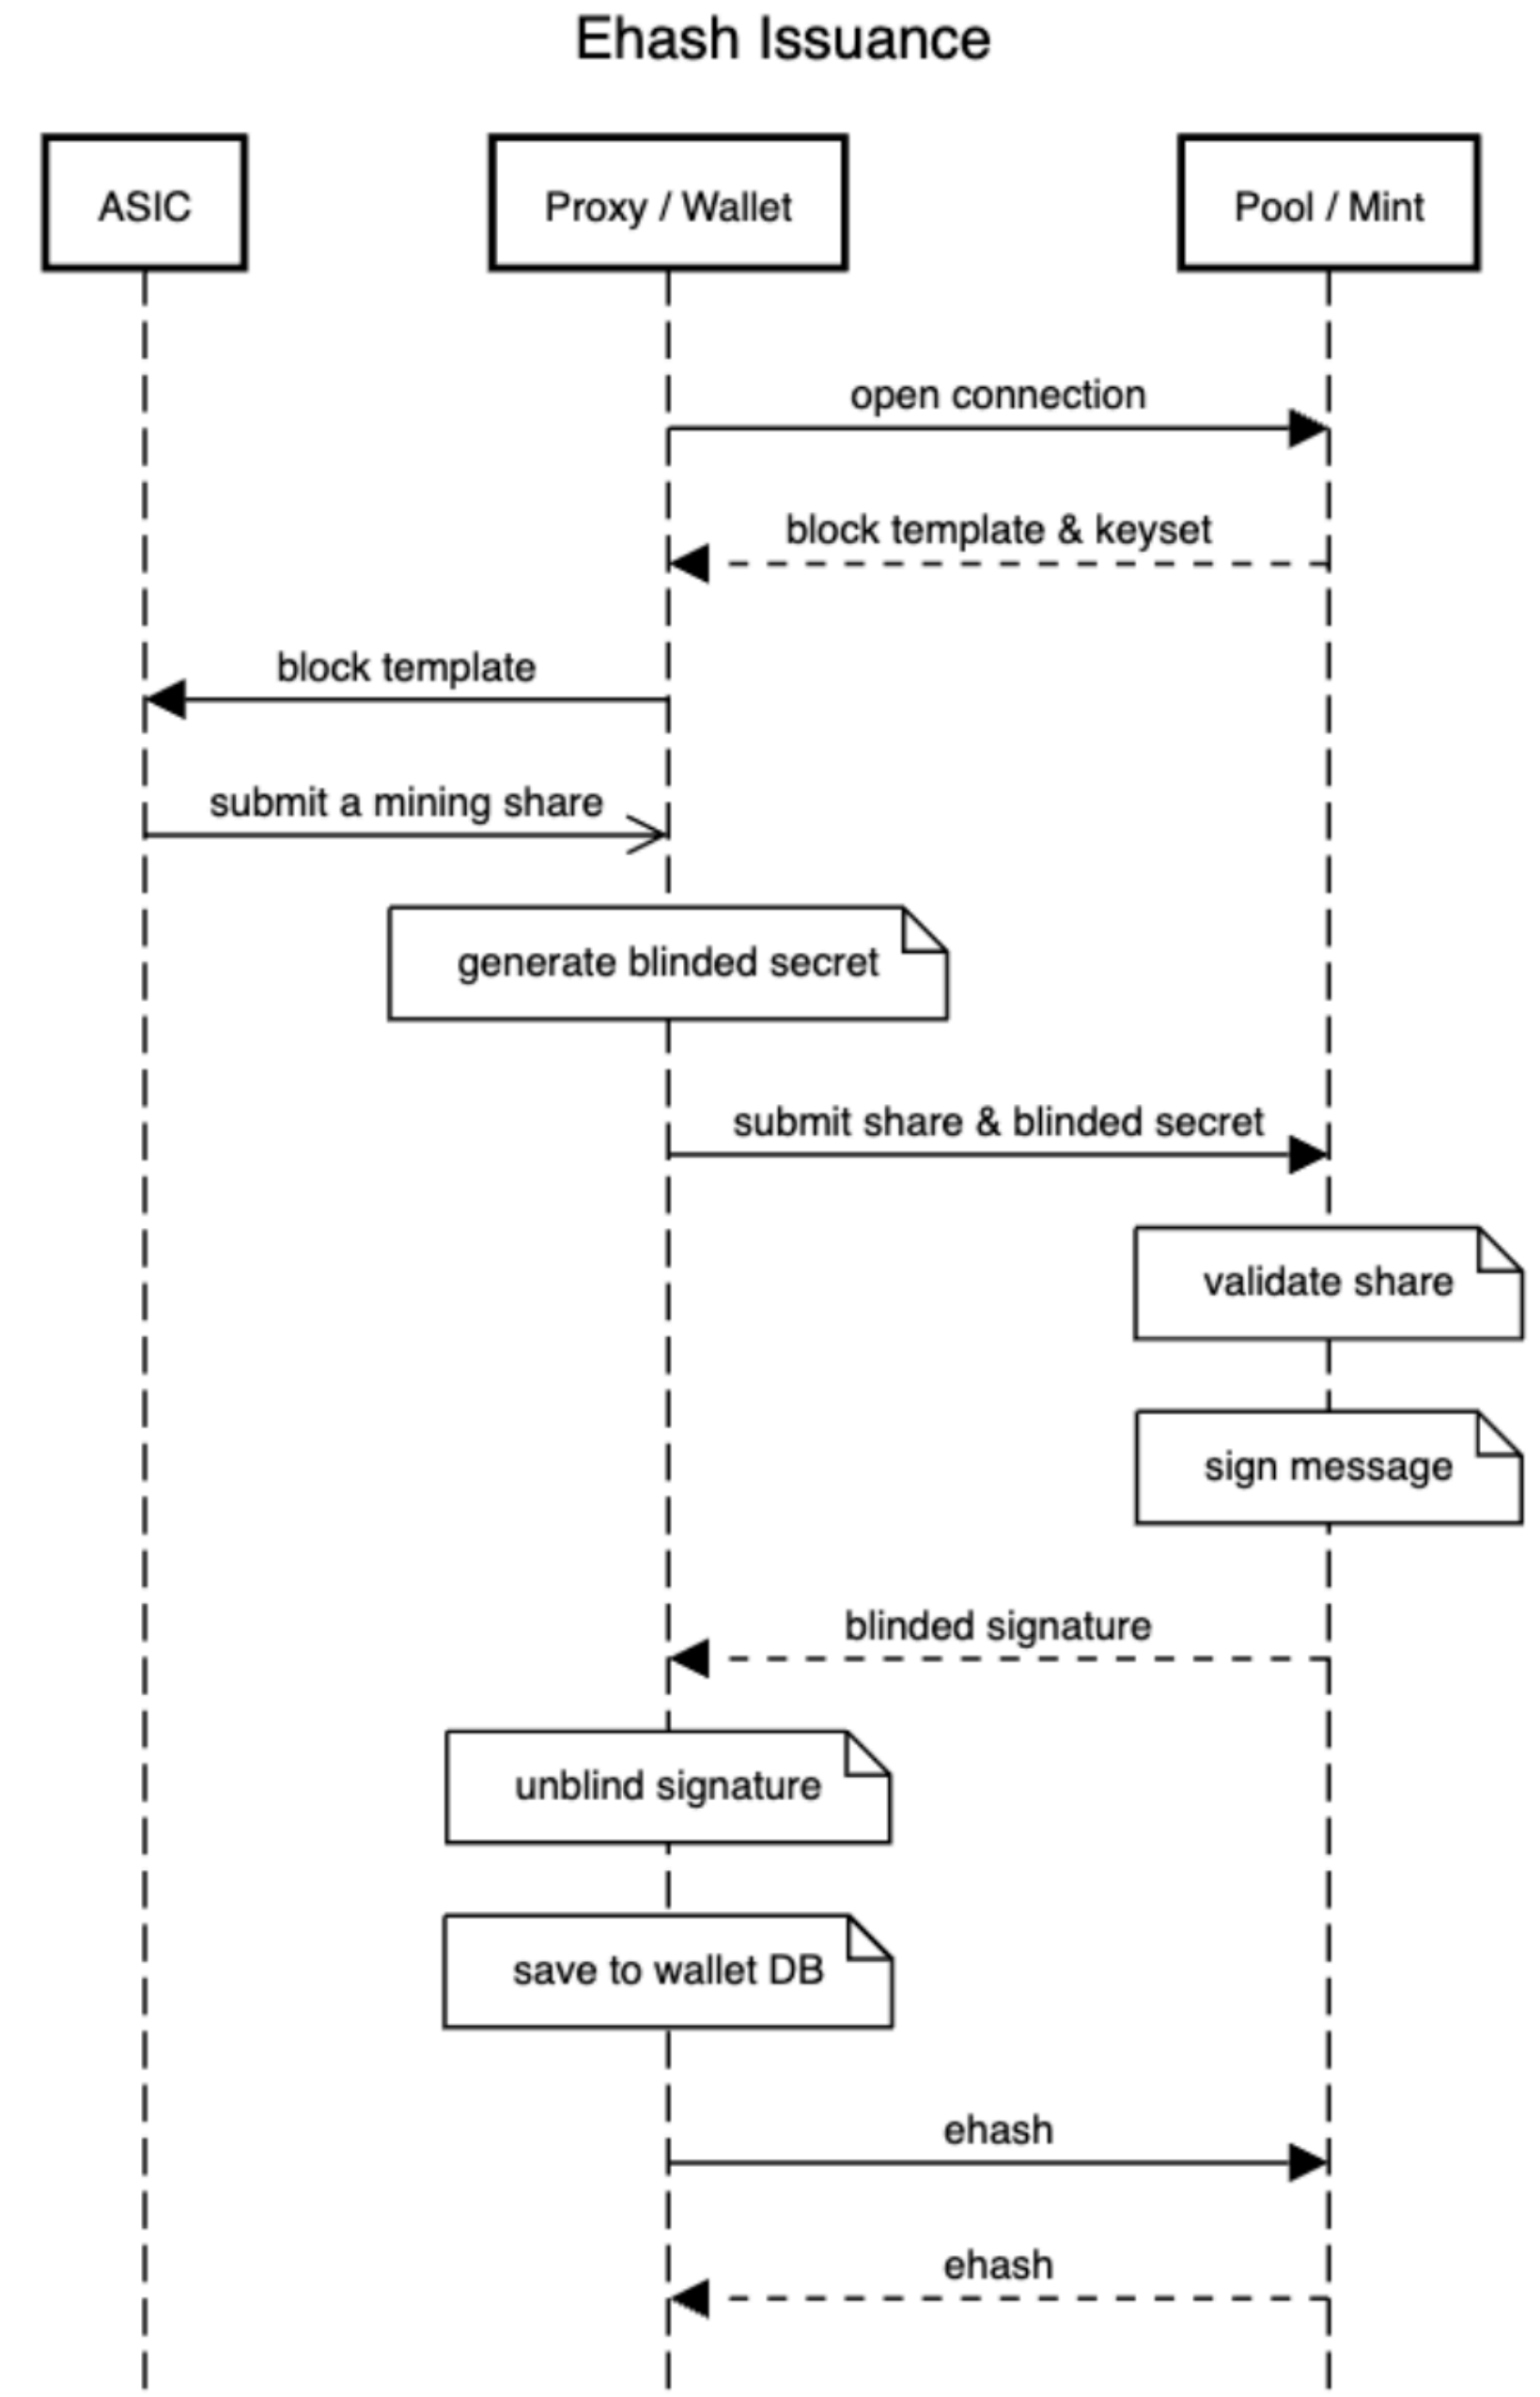 Ehash Issuance
ASIC
Proxy / Wallet
Pool / Mint
open connection
block template & keyset
block template
submit a mining share
generate blinded secret
submit share & blinded secret
validate share
sign message
blinded signature
unblind signature
save to wallet DB
ehash
ehash